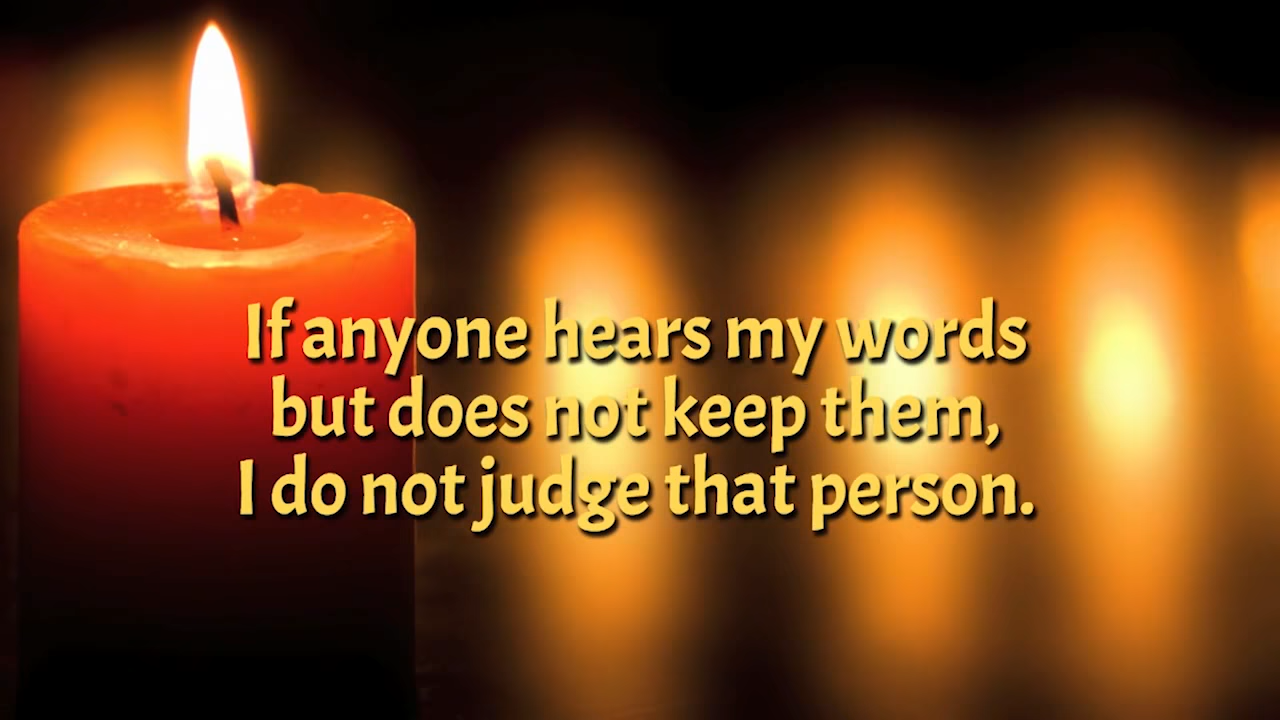 If anyone hears my words
but does not keep them,
I do not judge that person.